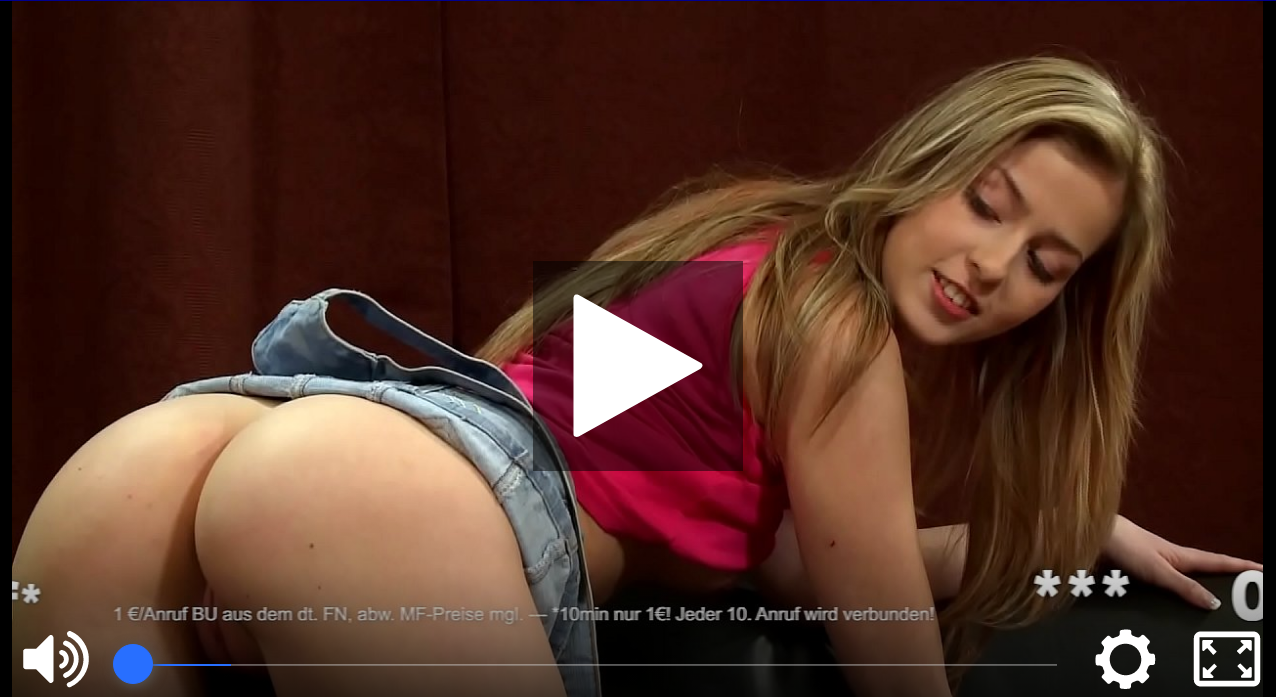 ***
0
1 €/Anruf BU aus dem dt. FN, abw. MF-Preise mgl. — *10min nur 1€! Jeder 10. Anruf wird verbunden!